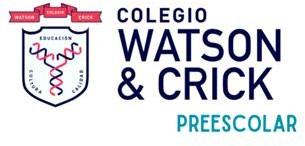 WATSON COLEGIO CRICK
EDUCACIÓN
CULTURA
CALIDAD
COLEGIO
WATSON
& CRICK
PREESCOLAR